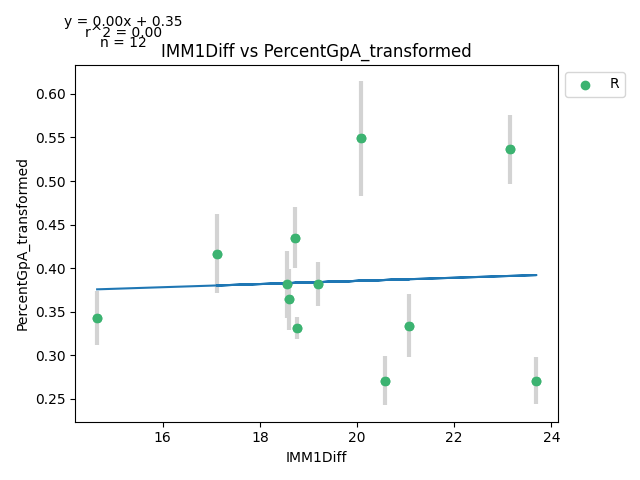 y = 0.00x + 0.35
r^2 = 0.00
n = 12
IMM1Diff vs PercentGpA_transformed
R
PercentGpA_transformed
0.60
0.55
0.50
0.45
0.40
0.35
0.30
0.25
16 18 20 22 24
IMM1Diff